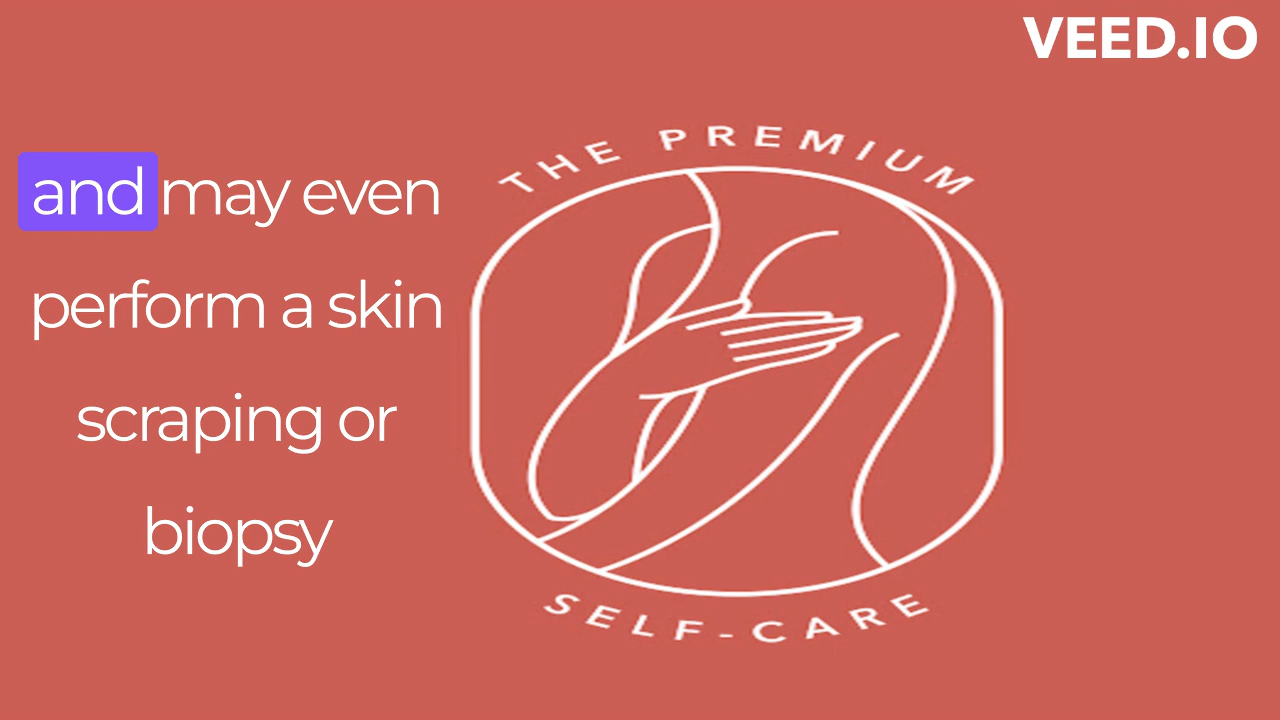 VEED.IO
THE PREMIUM
and may even
perform a skin
scraping or
biopsy
SELF-CARE